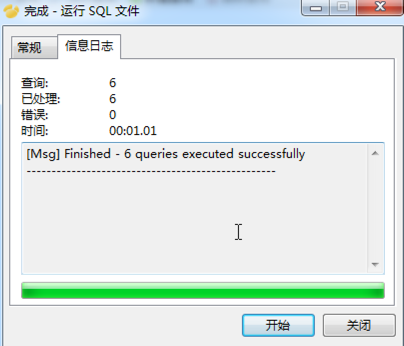 完成 - 运行 SQL 文件
常规 信息日志
查询: 6
已处理: 6
错误: 0
时间: 00:01.01
[Msg] Finished - 6 queries executed successfully
--------------------------------------------------
开始 关闭